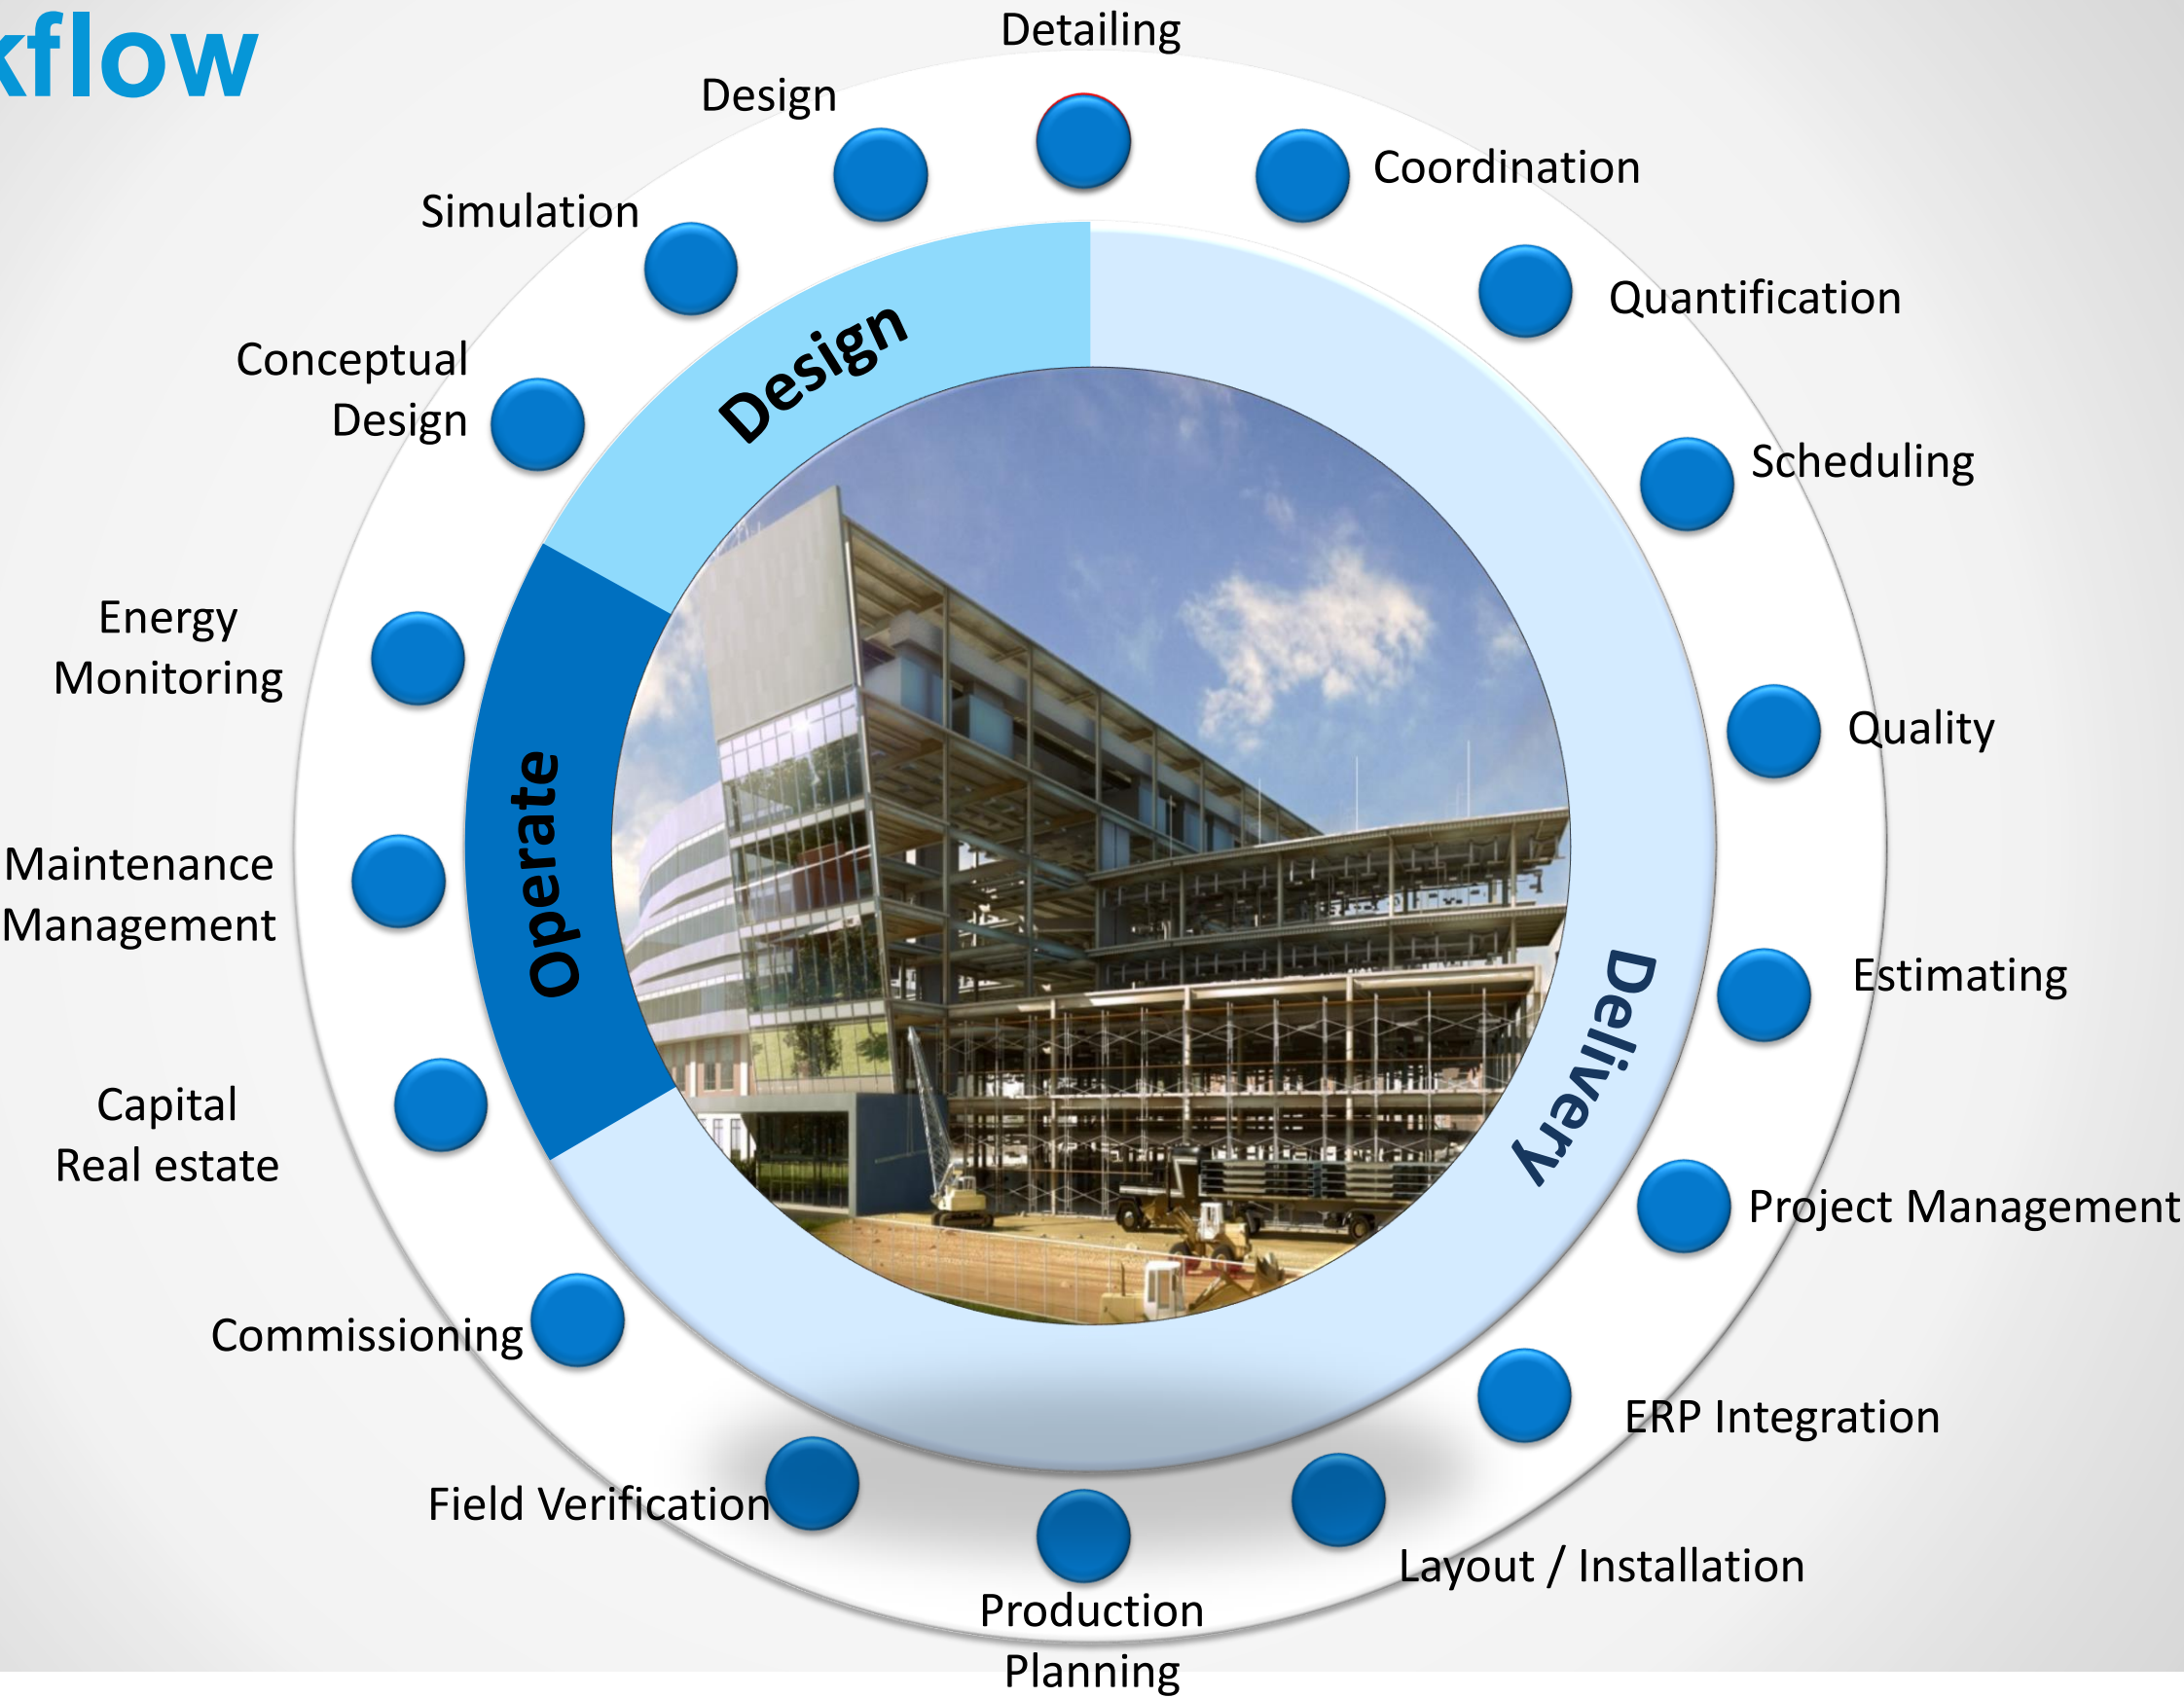 kflow
Detailing
Design
Coordination
Simulation
Quantification
Conceptual
Design
Scheduling
Design
Energy
Monitoring
Quality
Operate
Maintenance
Management
Delivery
Estimating
Capital
Real estate
Project Management
Commissioning
ERP Integration
Field Verification
Layout / Installation
Production
Planning